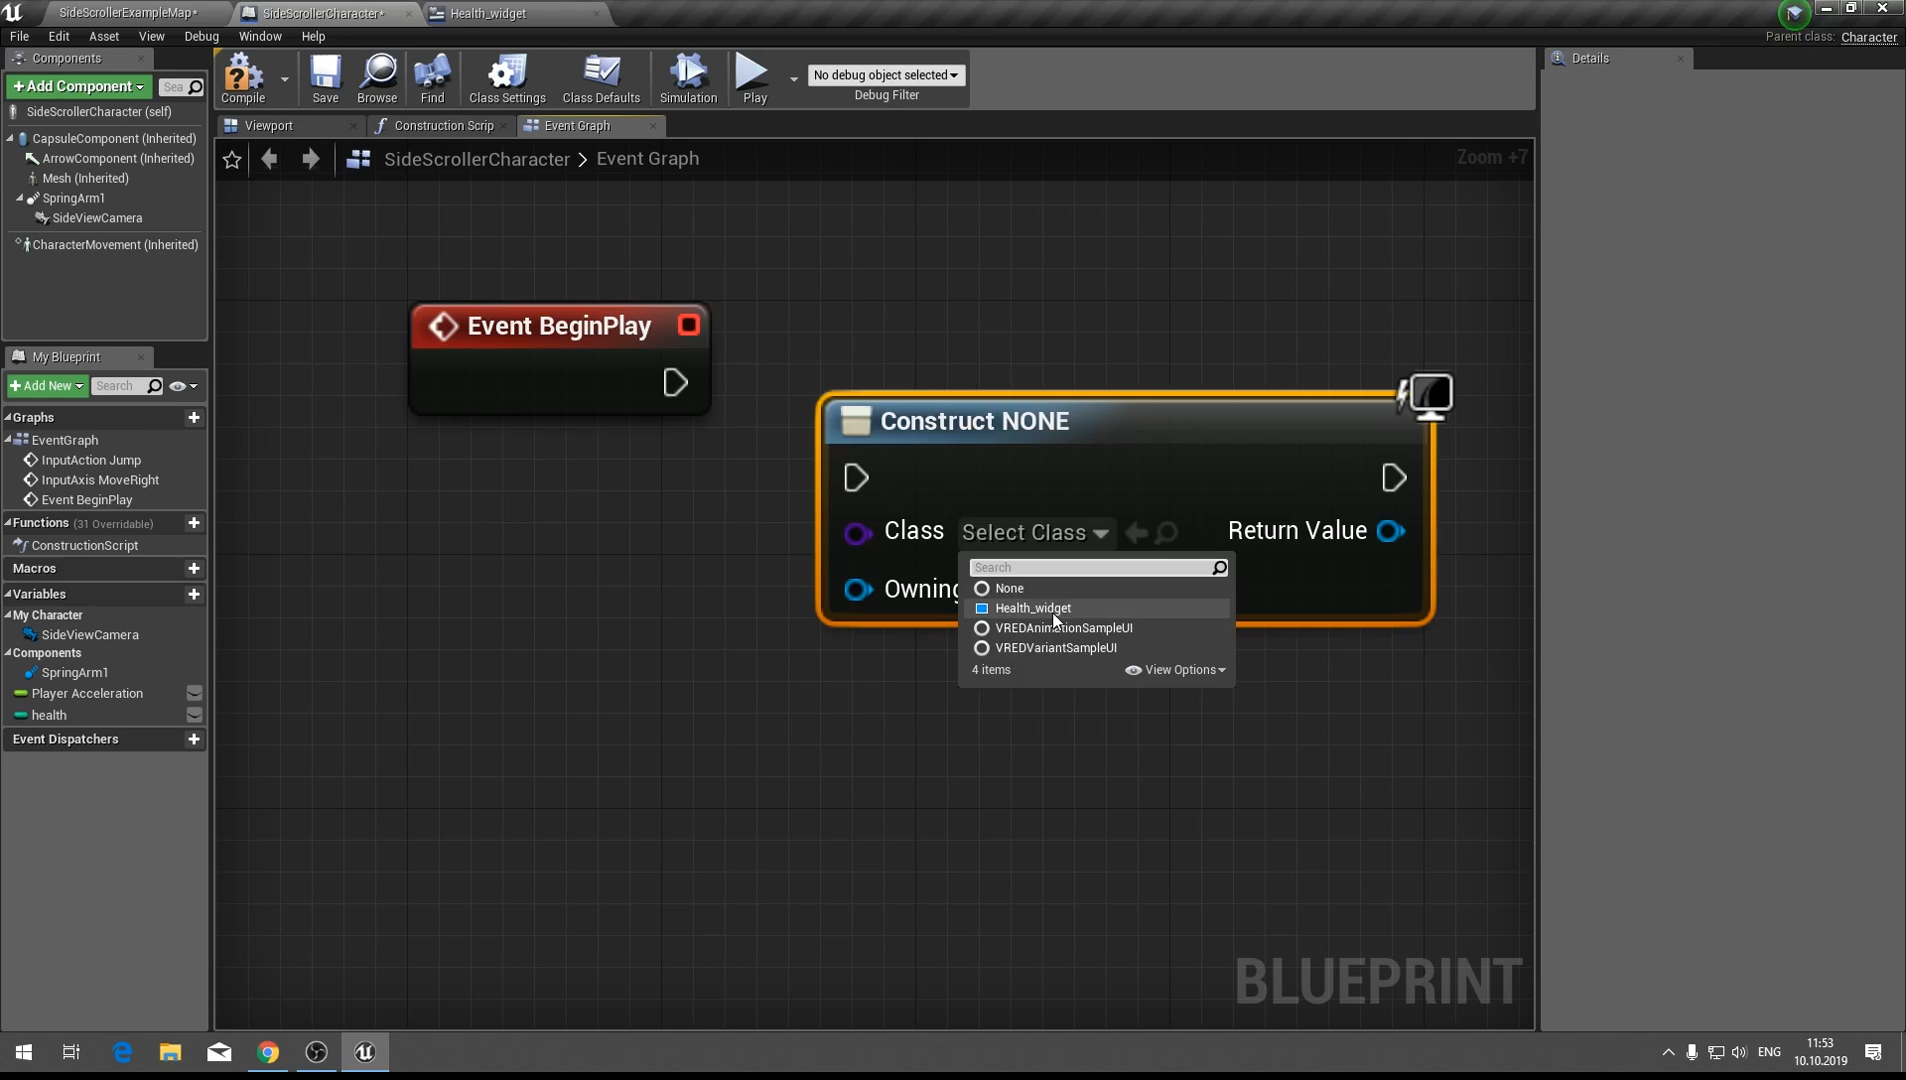 SideScrollerExampleMap*
SideScrollerCharacter*
Health_widget
File Edit Asset View Debug Window Help
Parent class: Character
Components
+Add Component
Sea
SideScrollerCharacter (self)
CapsuleComponent (Inherited)
ArrowComponent (Inherited)
Mesh (Inherited)
SpringArm1
SideViewCamera
CharacterMovement (Inherited)
Compile
Save
Browse
Find
Class Settings
Class Defaults
Simulation
Play
No debug object selected
Debug Filter
Details
Viewport
Construction Scrip
Event Graph
SideScrollerCharacter > Event Graph
Zoom +7
My Blueprint
+Add New
Search
Graphs
EventGraph
InputAction Jump
InputAxis MoveRight
Event BeginPlay
Functions (31 Overridable)
ConstructionScript
Macros
Variables
My Character
SideViewCamera
Components
SpringArm1
Player Acceleration
health
Event Dispatchers
Event BeginPlay
Construct NONE
Class Select Class
Return Value
Owning
Search
None
Health_widget
VREDAnimationSampleUI
VREDVariantSampleUI
4 items
View Options
BLUEPRINT
ENG
11:53
10.10.2019